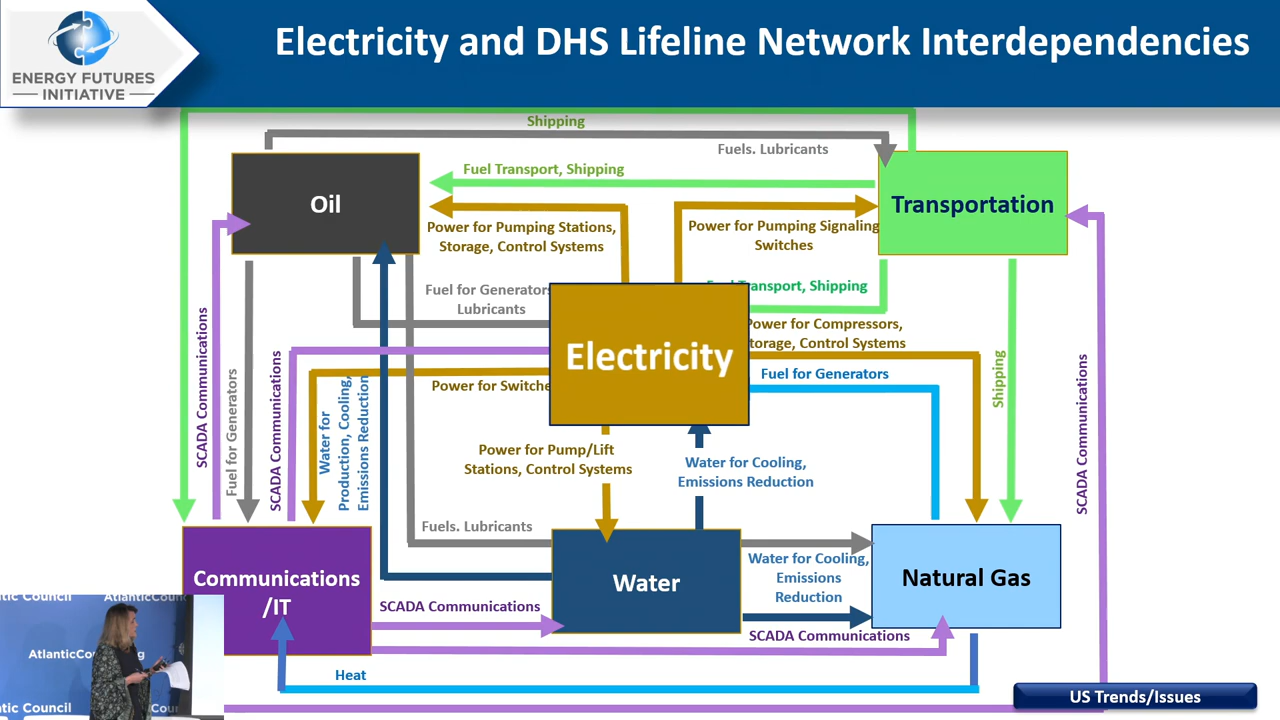 Electricity and DHS Lifeline Network Interdependencies
ENERGY FUTURES
INITIATIVE
Shipping
Fuels. Lubricants
Fuel Transport, Shipping
Oil
Transportation
Power for Pumping Stations,
Storage, Control Systems
Power for Pumping Signaling
Switches
Fuel for Generators
Lubricants
Transport, Shipping
Power for Compressors,
Storage, Control Systems
Electricity
Fuel for Generators
Power for Switche
SCADA Communications
Fuel for Generators
SCADA Communications
Water for
Production, Cooling,
Emissions Reduction
Shipping
SCADA Communications
Power for Pump/Lift
Stations, Control Systems
Water for Cooling,
Emissions Reduction
Fuels. Lubricants
Communications
/IT
Water
Water for Cooling,
Emissions
Reduction
Natural Gas
SCADA Communications
SCADA Communications
Heat
US Trends/Issues
tic Council
AtlanticCoun
AtlanticCou
ntic Council
Cour